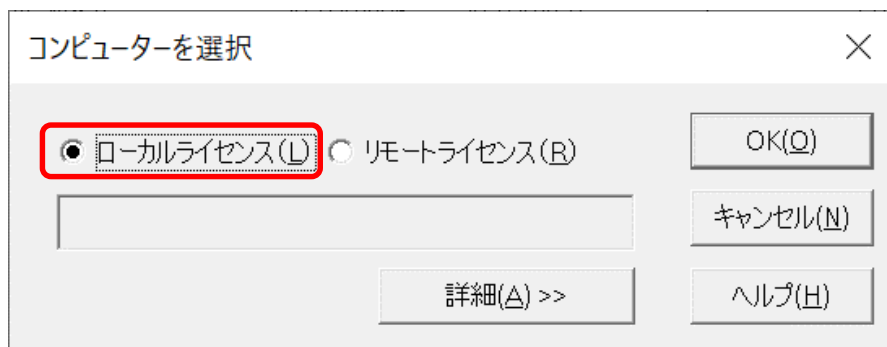 コンピューターを選択
ローカルライセンス(L) リモートライセンス(R)
OK(O)
キャンセル(N)
詳細(A) >>
ヘルプ(H)